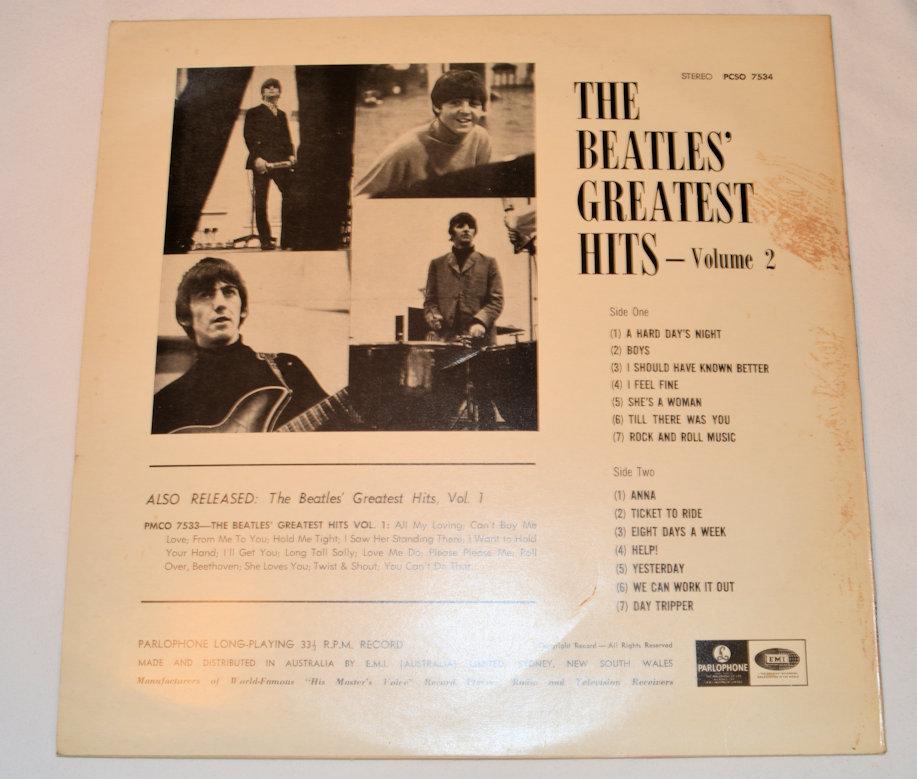 STEREO PCSO 7534
THE
BEATLES'
GREATEST
HITS – Volume 2
Side One
(1) A HARD DAY'S NIGHT
(2) BOYS
(3) I SHOULD HAVE KNOWN BETTER
(4) I FEEL FINE
(5) SHE'S A WOMAN
(6) TILL THERE WAS YOU
(7) ROCK AND ROLL MUSIC
Side Two
(1) ANNA
(2) TICKET TO RIDE
(3) EIGHT DAYS A WEEK
(4) HELP!
(5) YESTERDAY
(6) WE CAN WORK IT OUT
(7) DAY TRIPPER
ALSO RELEASED: The Beatles' Greatest Hits, Vol. 1
PMCO 7533—THE BEATLES' GREATEST HITS VOL. 1: All My Loving; Can't Buy Me
Love; From Me To You; Hold Me Tight; I Saw Her Standing There; I Want to Hold
Your Hand; I'll Get You; Long Tall Sally; Love Me Do; Please Please Me; Roll
Over, Beethoven; She Loves You; Twist & Shout; You Can't Do That.
PARLOPHONE LONG-PLAYING 33⅓ R.P.M. RECORD
Copyright Record — All Rights Reserved
MADE AND DISTRIBUTED IN AUSTRALIA BY E.M.I. (AUSTRALIA) LIMITED, SYDNEY, NEW SOUTH WALES
Manufacturers of World-Famous "His Master's Voice" Record Players, Radio and Television Receivers
PARLOPHONE
EMI